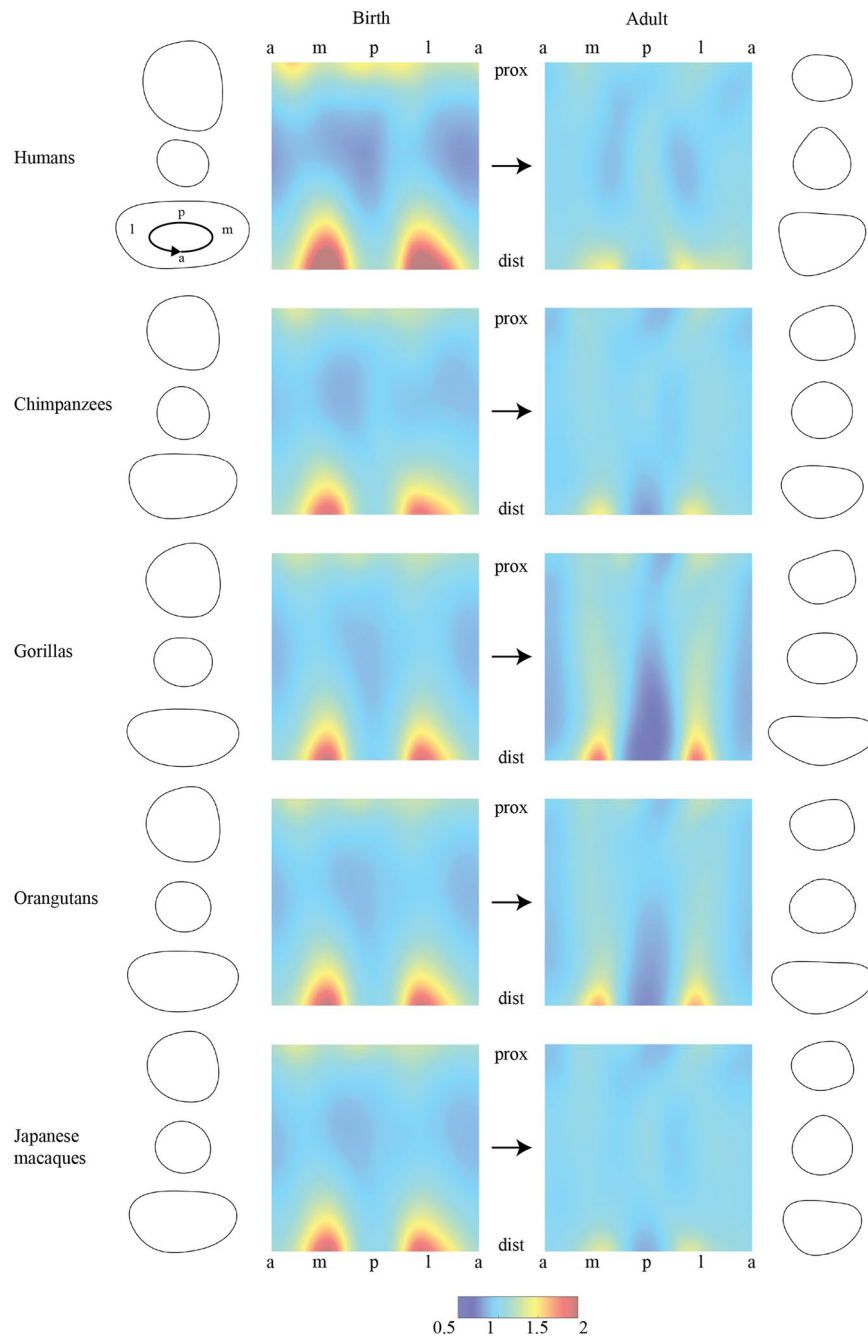 Birth Adult
a m p l a a m p l a
prox
Humans
p
l m
a
dist
prox
Chimpanzees
dist
prox
Gorillas
dist
prox
Orangutans
dist
prox
Japanese
macaques
dist
a m p l a a m p l a
0.5 1 1.5 2